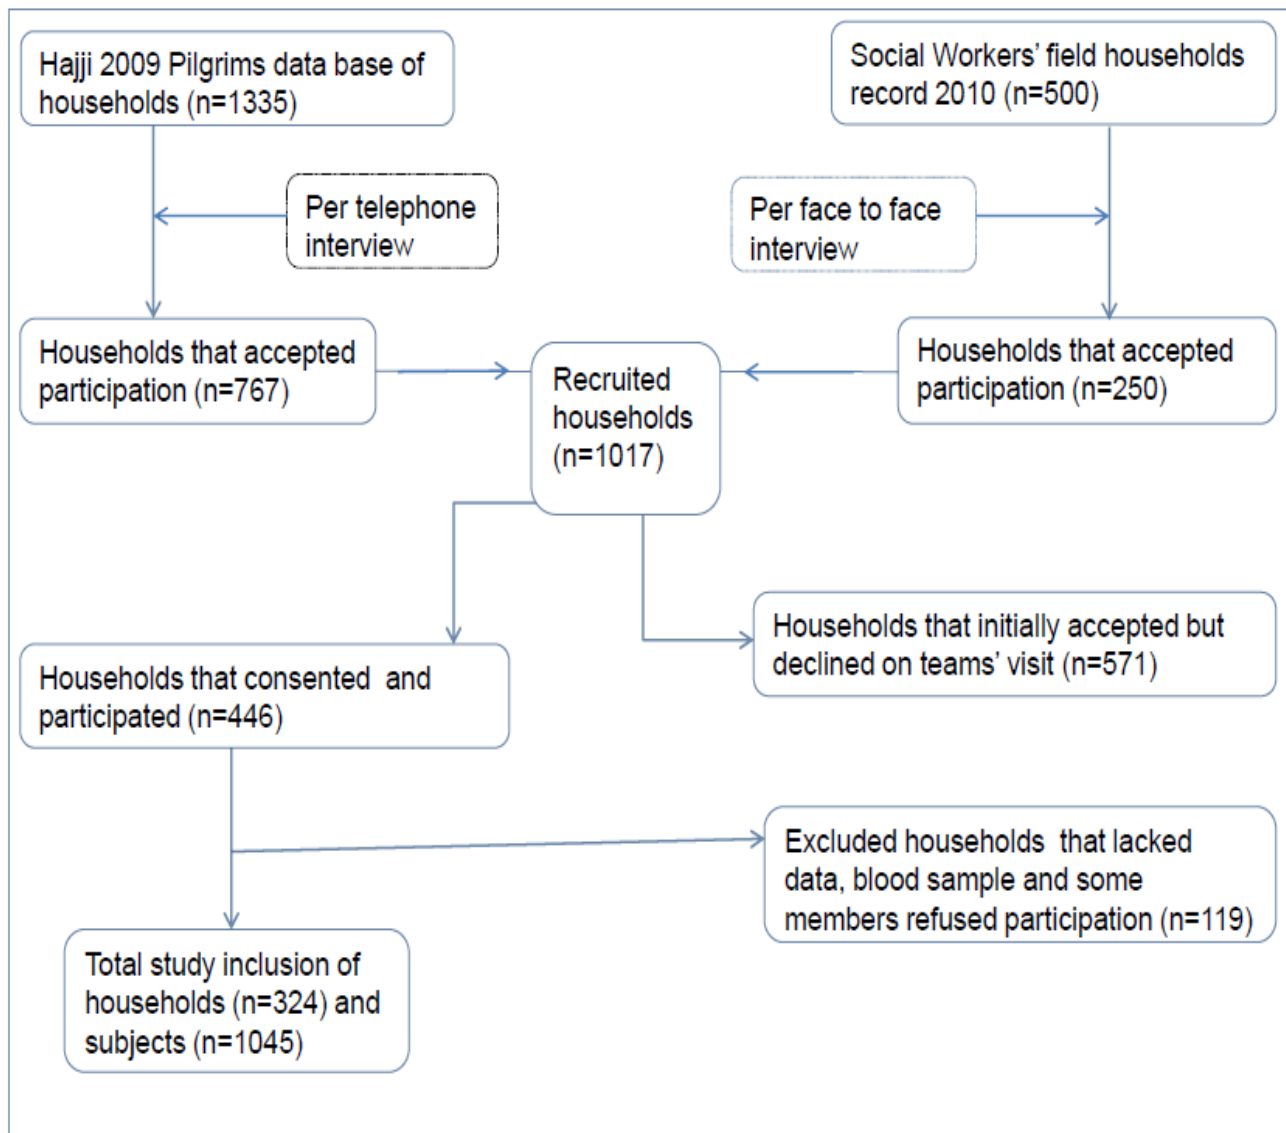 Hajji 2009 Pilgrims data base of
households (n=1335)
Social Workers' field households
record 2010 (n=500)
Per telephone
interview
Per face to face
interview
Households that accepted
participation (n=767)
Recruited
households
(n=1017)
Households that accepted
participation (n=250)
Households that initially accepted but
declined on teams' visit (n=571)
Households that consented and
participated (n=446)
Excluded households that lacked
data, blood sample and some
members refused participation (n=119)
Total study inclusion of
households (n=324) and
subjects (n=1045)